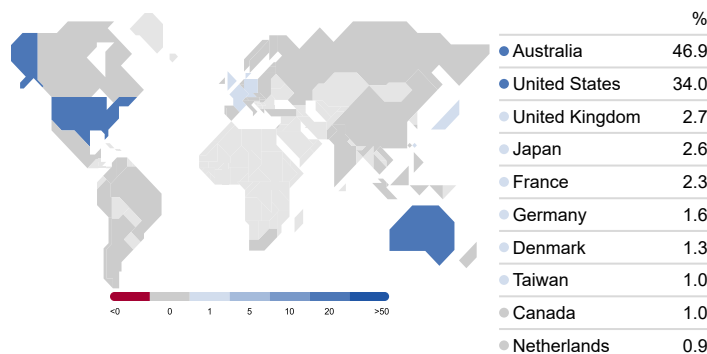 %
Australia 46.9
United States 34.0
United Kingdom 2.7
Japan 2.6
France 2.3
Germany 1.6
Denmark 1.3
Taiwan 1.0
Canada 1.0
Netherlands 0.9
<0 0 1 5 10 20 >50